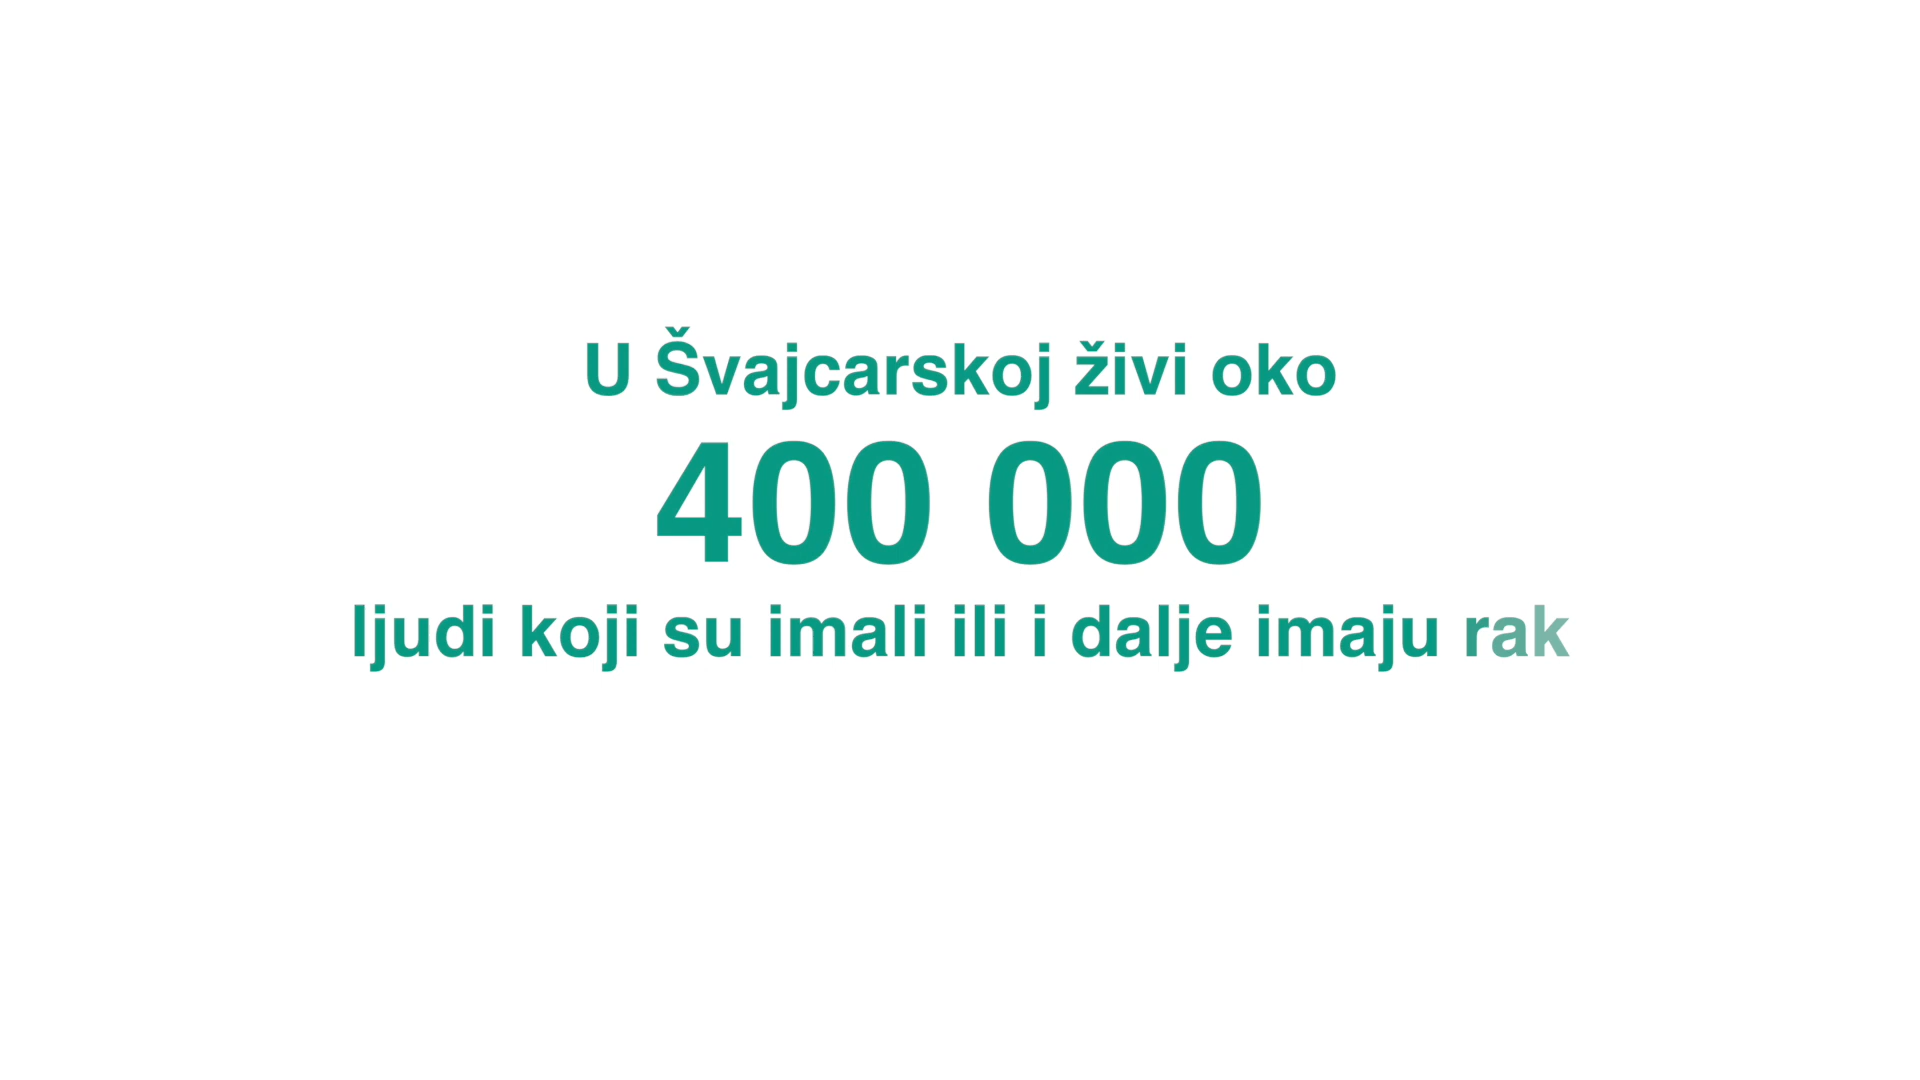 U Švajcarskoj živi oko
400 000
ljudi koji su imali ili i dalje imaju rak